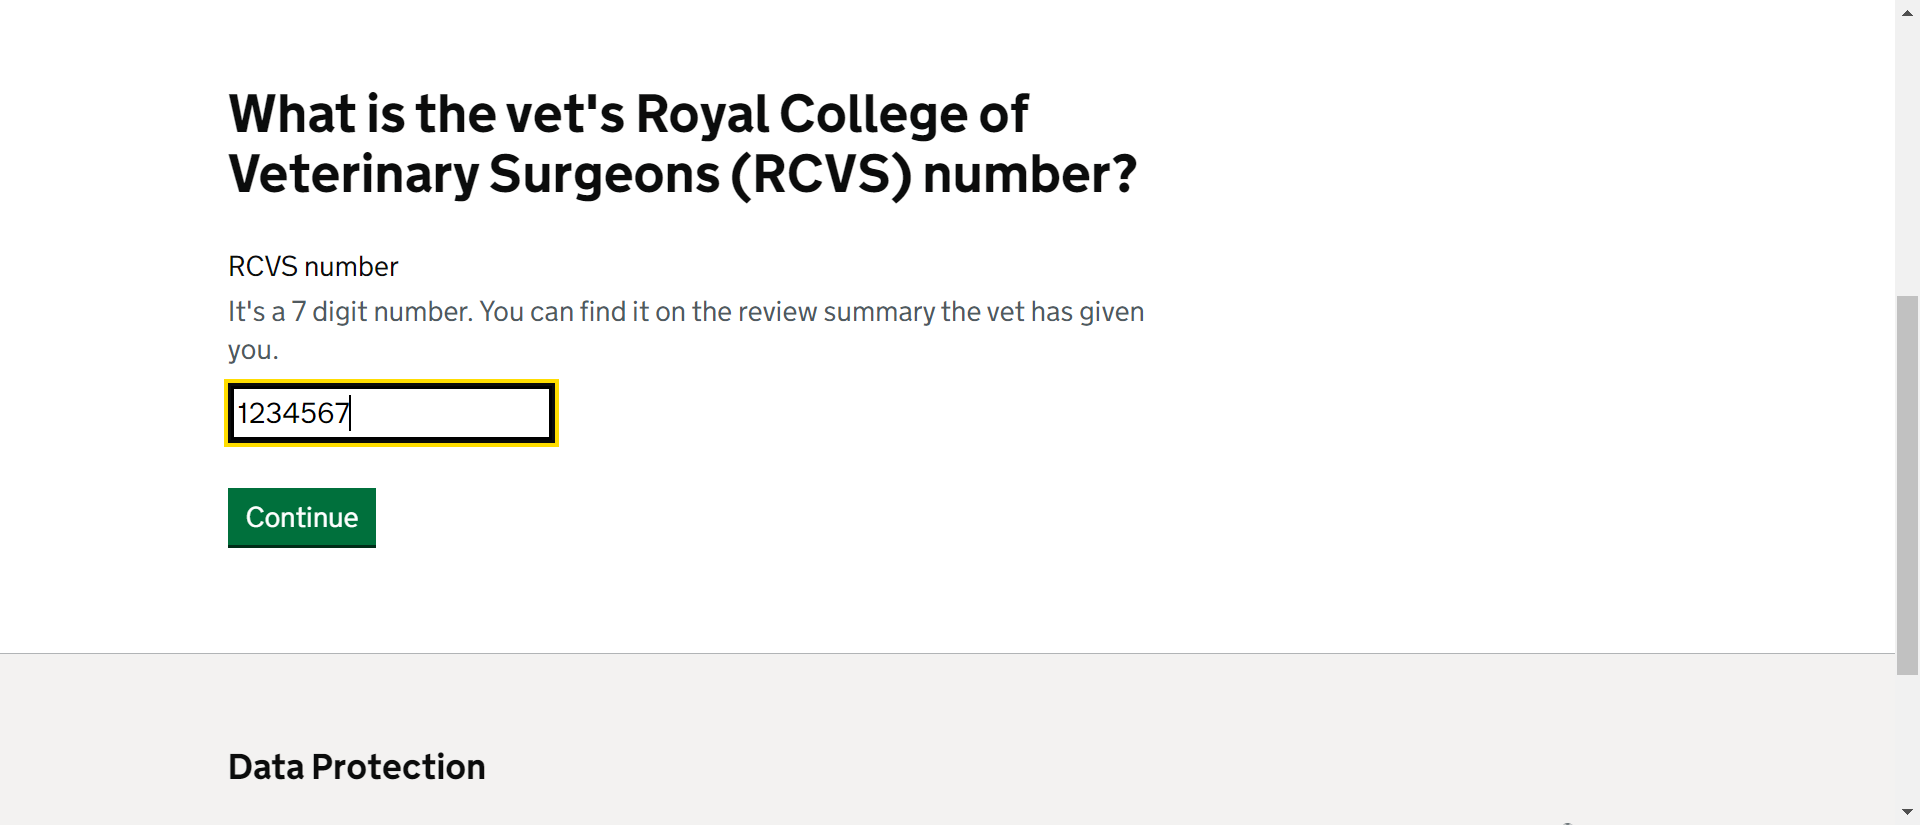 What is the vet's Royal College of
Veterinary Surgeons (RCVS) number?
RCVS number
It's a 7 digit number. You can find it on the review summary the vet has given
you.
1234567
Continue
Data Protection